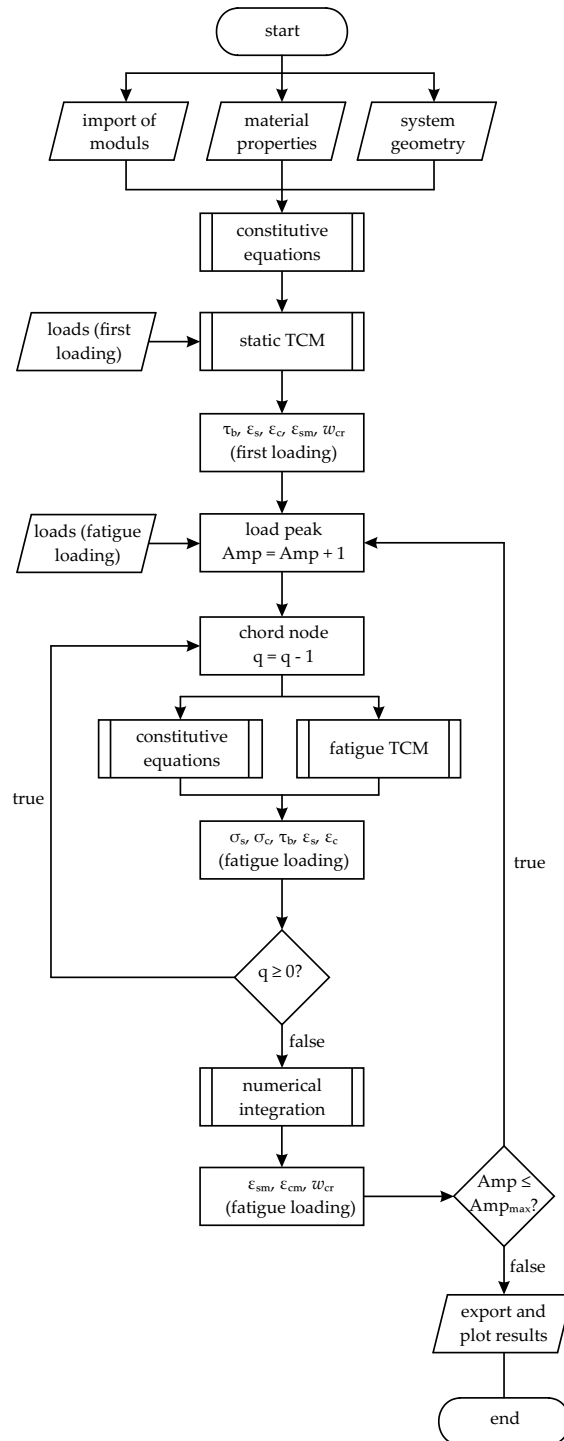 start
import of
moduls
material
properties
system
geometry
constitutive
equations
loads (first
loading)
static TCM
τb, εs, εc, εsm, wcr
(first loading)
loads (fatigue
loading)
load peak
Amp = Amp + 1
chord node
q = q - 1
constitutive
equations
fatigue TCM
true
true
σs, σc, τb, εs, εc
(fatigue loading)
q ≥ 0?
false
numerical
integration
εsm, εcm, wcr
(fatigue loading)
Amp ≤
Ampmax?
false
export and
plot results
end